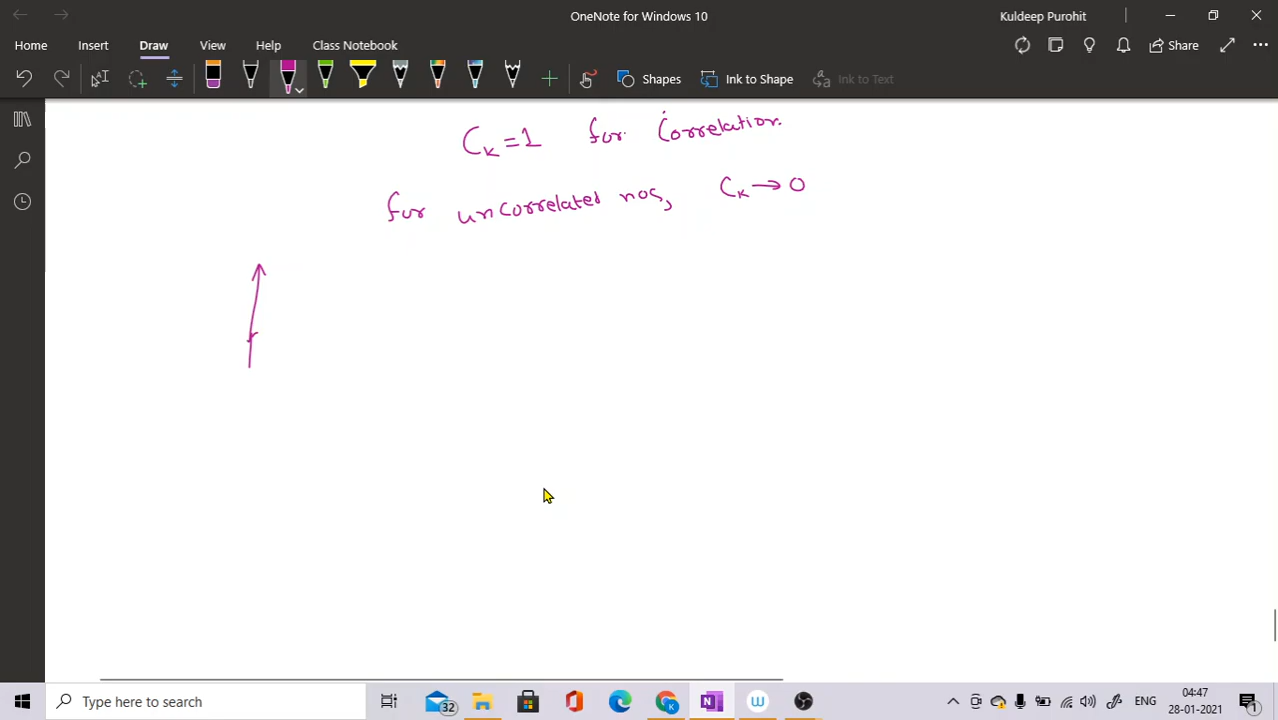 OneNote for Windows 10
Kuldeep Purohit
Home Insert Draw View Help Class Notebook
Share
Shapes Ink to Shape Ink to Text
Ck=1 for Correlation.
for uncorrelated nos, Ck→0
Type here to search
32
ENG
04:47
28-01-2021
1